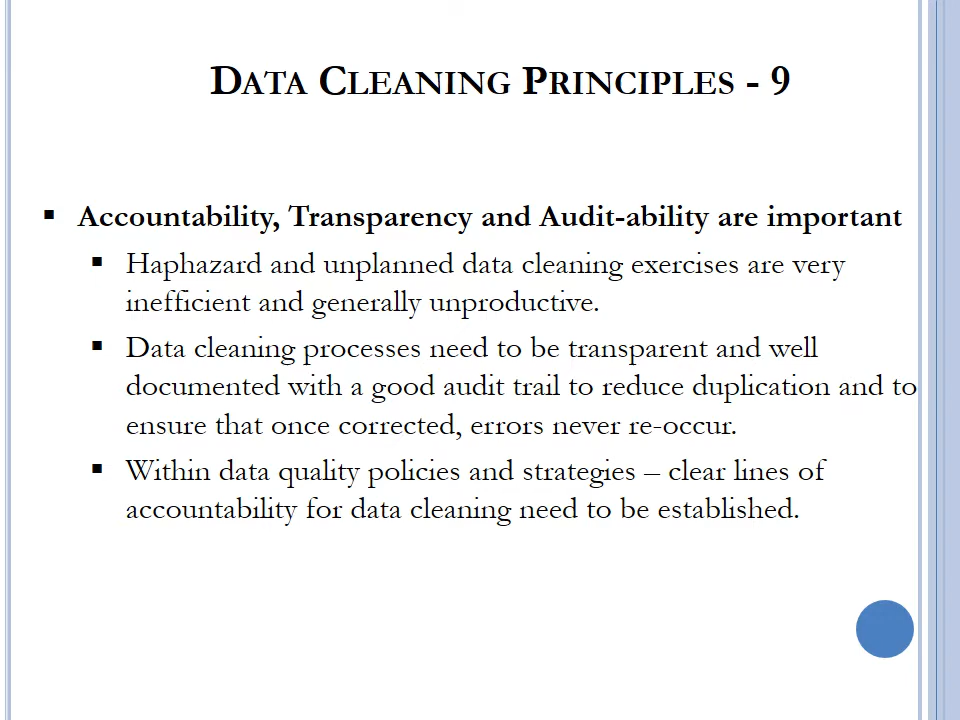 DATA CLEANING PRINCIPLES - 9
▪ Accountability, Transparency and Audit-ability are important
▪ Haphazard and unplanned data cleaning exercises are very
inefficient and generally unproductive.
▪ Data cleaning processes need to be transparent and well
documented with a good audit trail to reduce duplication and to
ensure that once corrected, errors never re-occur.
▪ Within data quality policies and strategies – clear lines of
accountability for data cleaning need to be established.